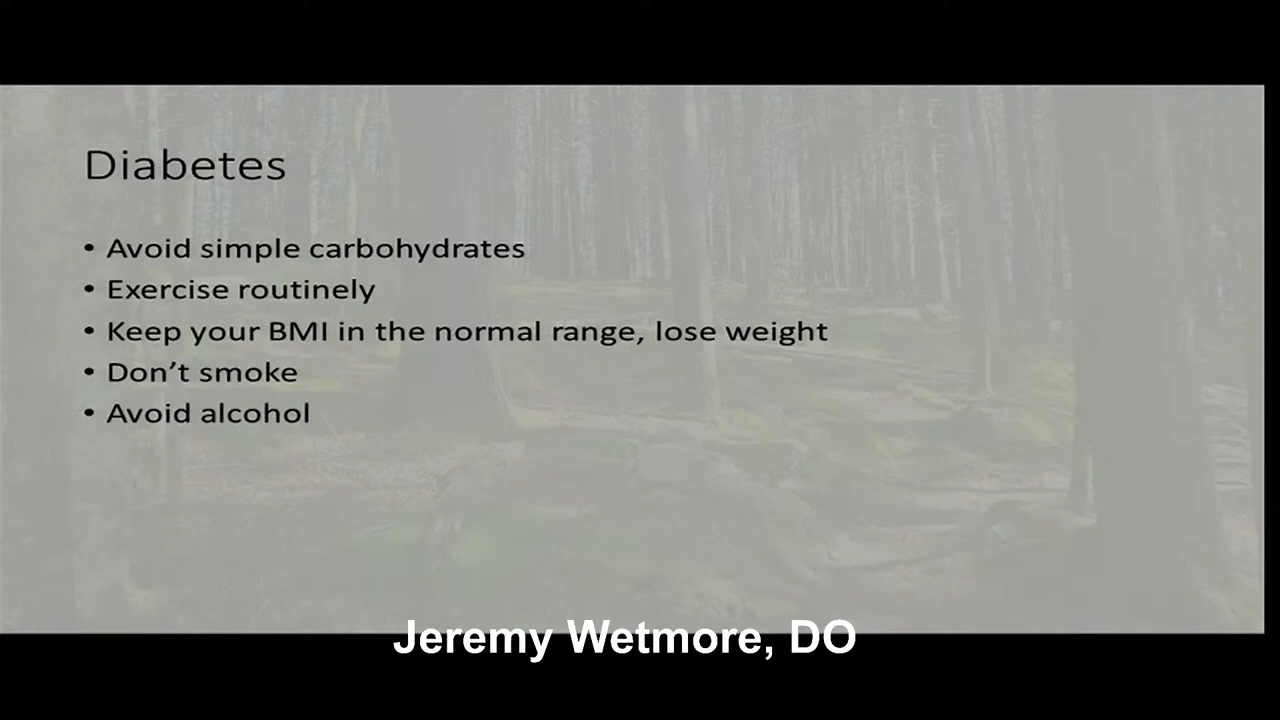 Diabetes
• Avoid simple carbohydrates
• Exercise routinely
• Keep your BMI in the normal range, lose weight
• Don’t smoke
• Avoid alcohol
Jeremy Wetmore, DO